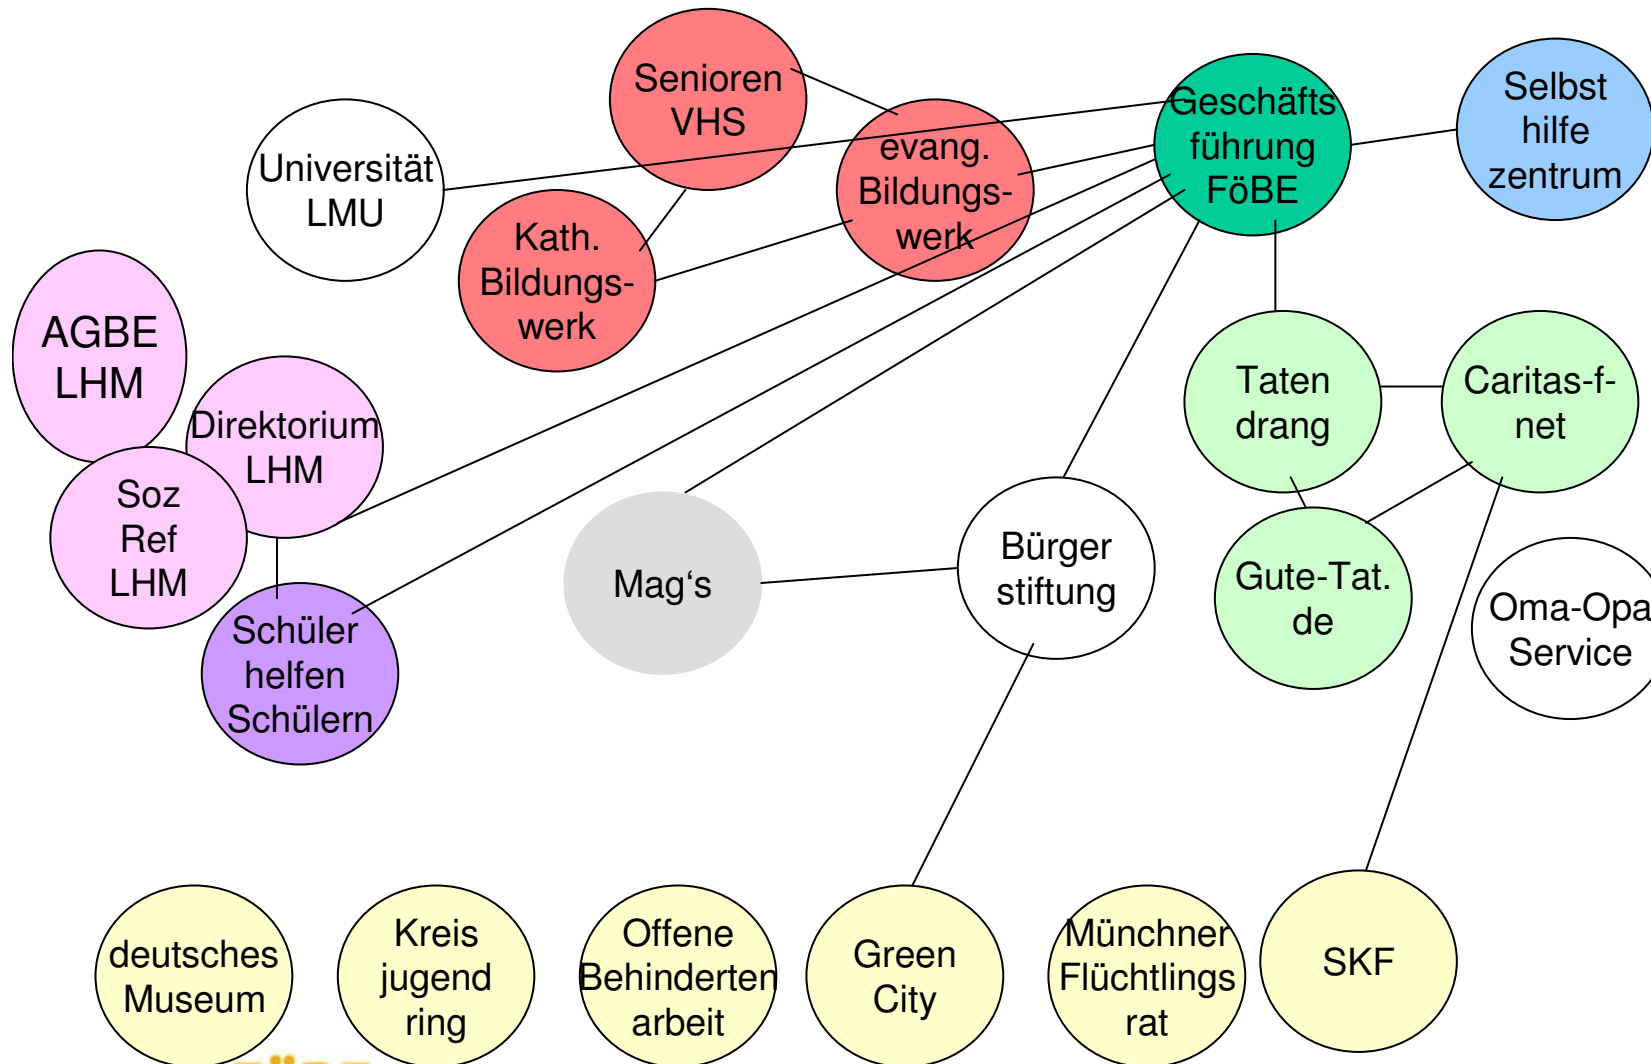 Senioren
VHS
Geschäfts
führung
FöBE
Selbst
hilfe
zentrum
Universität
LMU
evang.
Bildungs-
werk
Kath.
Bildungs-
werk
AGBE
LHM
Direktorium
LHM
Soz
Ref
LHM
Taten
drang
Caritas-f-
net
Mag‘s
Bürger
stiftung
Gute-Tat.
de
Oma-Opa
Service
Schüler
helfen
Schülern
deutsches
Museum
Kreis
jugend
ring
Offene
Behinderten
arbeit
Green
City
Münchner
Flüchtlings
rat
SKF